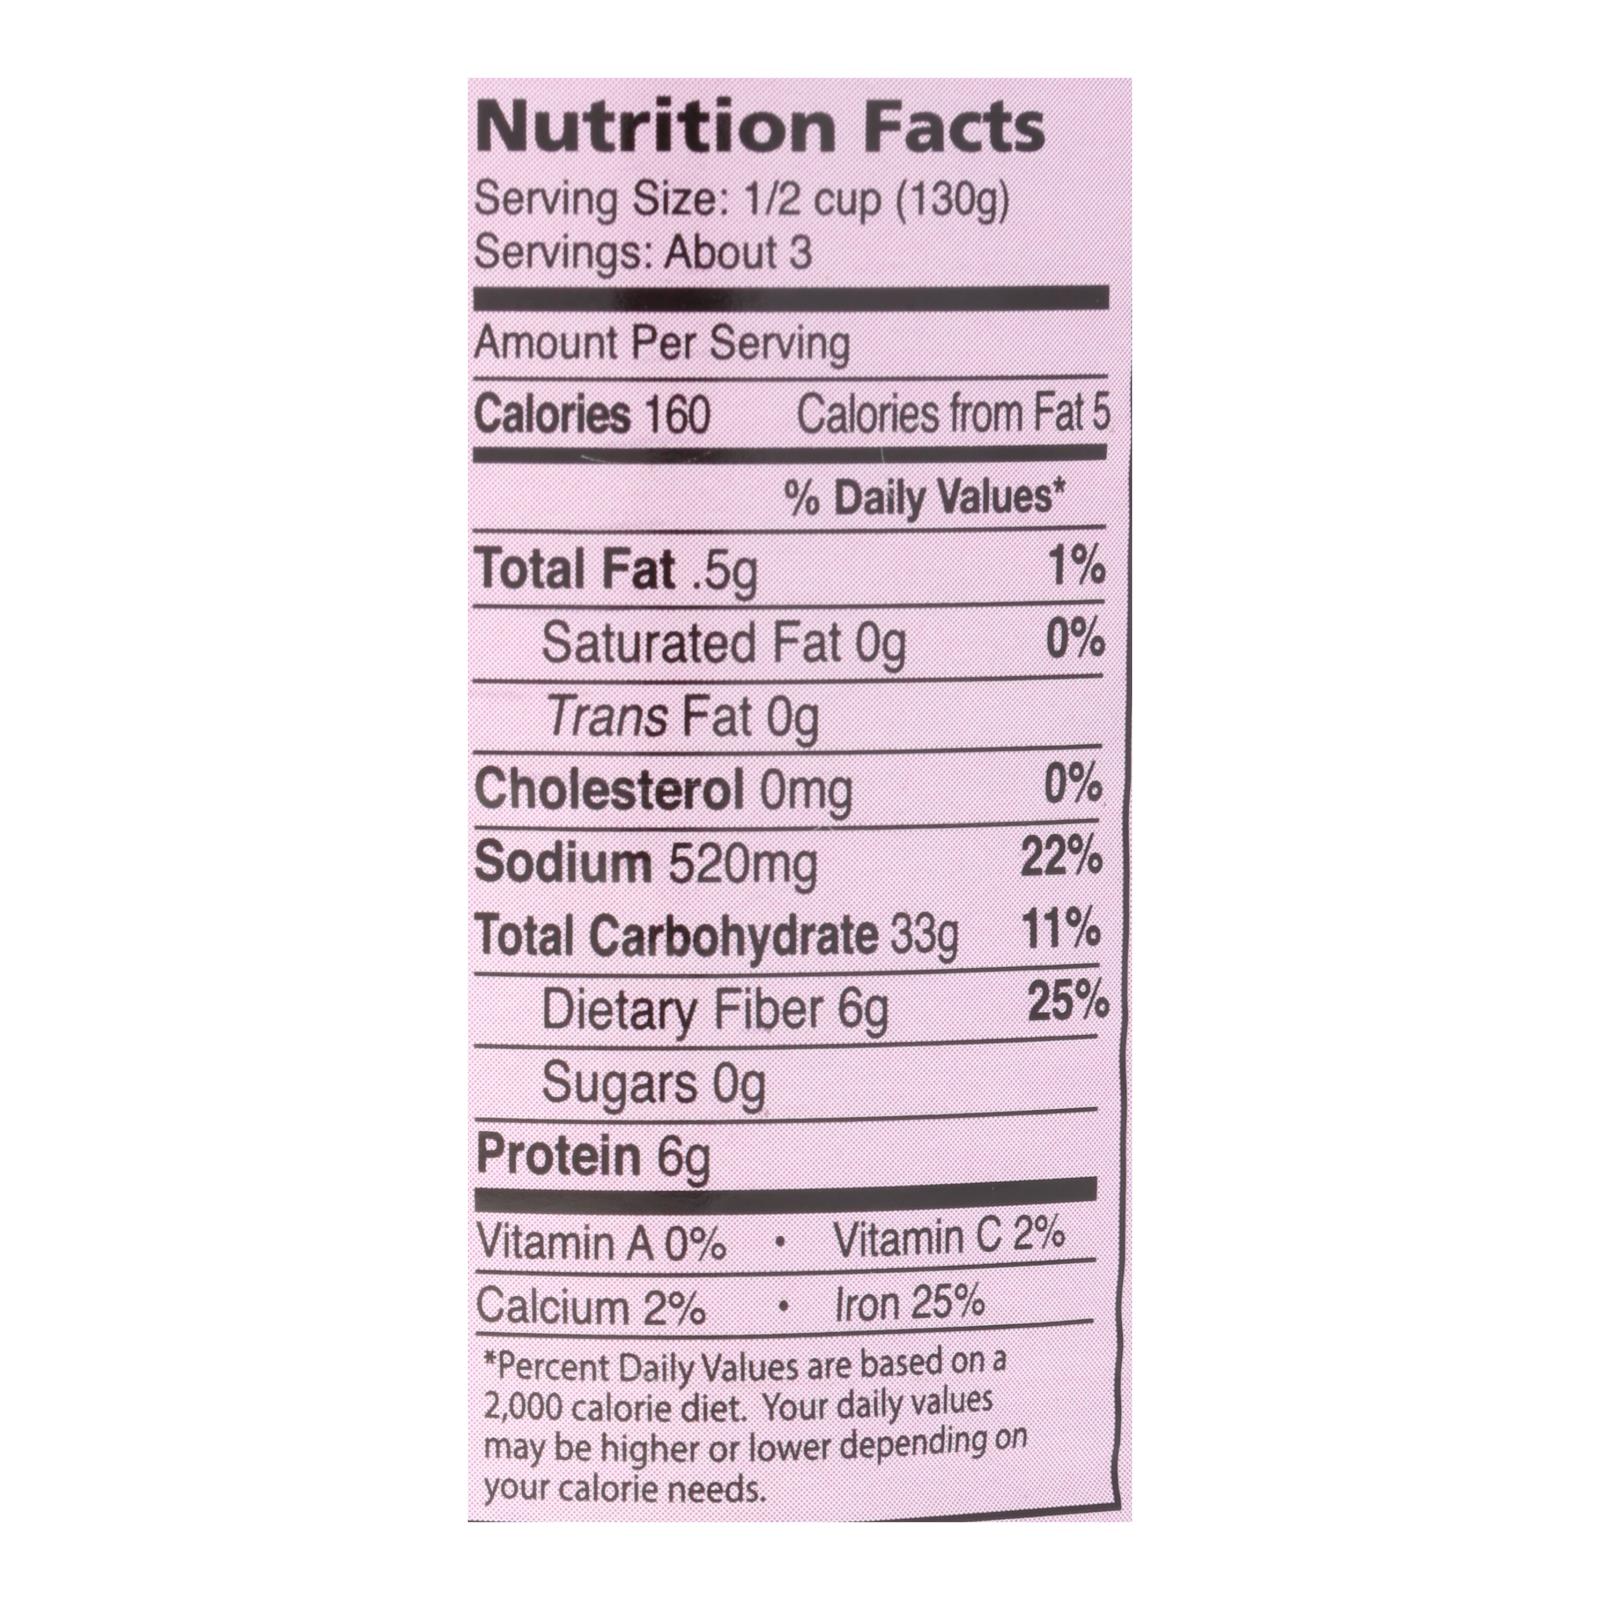 Nutrition Facts
Serving Size: 1/2 cup (130g)
Servings: About 3
Amount Per Serving
Calories 160 Calories from Fat 5
% Daily Values*
Total Fat .5g 1%
Saturated Fat 0g 0%
Trans Fat 0g
Cholesterol 0mg 0%
Sodium 520mg 22%
Total Carbohydrate 33g 11%
Dietary Fiber 6g 25%
Sugars 0g
Protein 6g
Vitamin A 0% • Vitamin C 2%
Calcium 2% • Iron 25%
*Percent Daily Values are based on a
2,000 calorie diet. Your daily values
may be higher or lower depending on
your calorie needs.